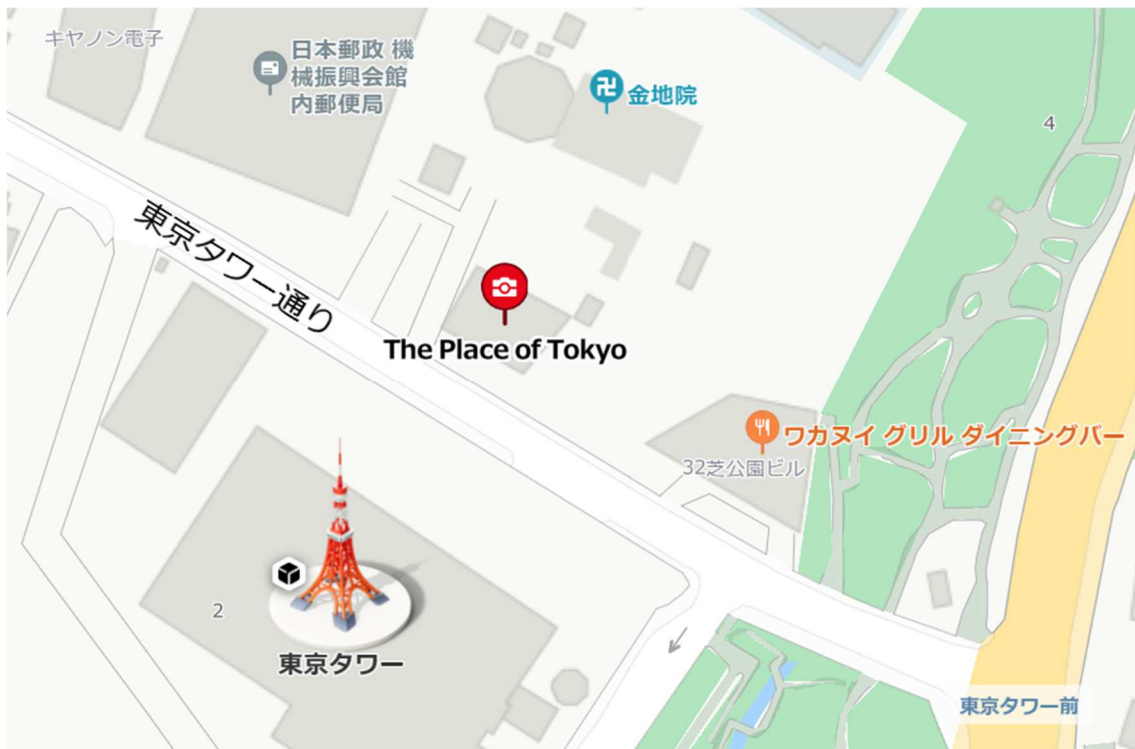 キヤノン電子
日本郵政 機
械振興会館
内郵便局
金地院
4
東京タワー通り
The Place of Tokyo
ワカヌイ グリル ダイニングバー
32芝公園ビル
2
東京タワー
東京タワー前